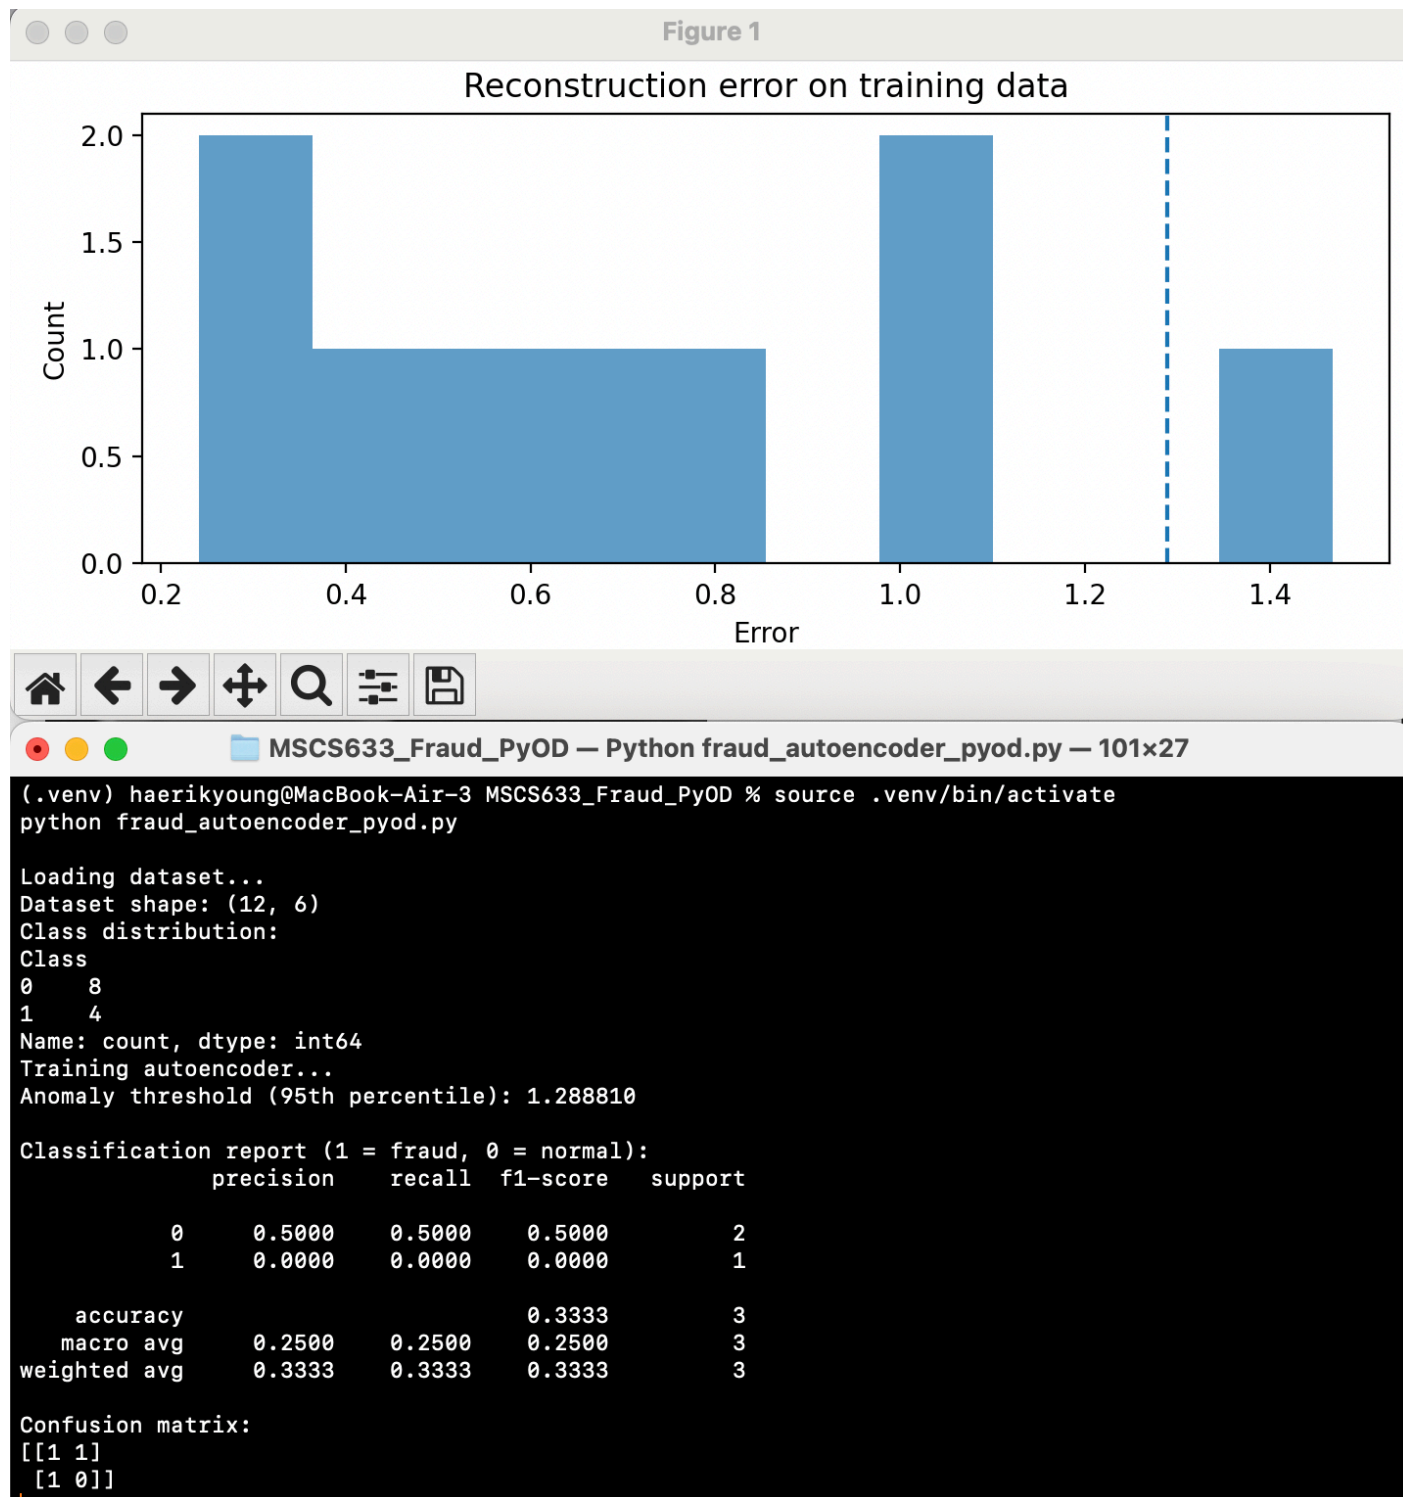 Figure 1
Reconstruction error on training data
2.0
1.5
1.0
0.5
0.0
Count
0.2 0.4 0.6 0.8 1.0 1.2 1.4
Error
MSCS633_Fraud_PyOD — Python fraud_autoencoder_pyod.py — 101×27
(.venv) haerikyoung@MacBook-Air-3 MSCS633_Fraud_PyOD % source .venv/bin/activate
python fraud_autoencoder_pyod.py
Loading dataset...
Dataset shape: (12, 6)
Class distribution:
Class
0    8
1    4
Name: count, dtype: int64
Training autoencoder...
Anomaly threshold (95th percentile): 1.288810
Classification report (1 = fraud, 0 = normal):
              precision    recall  f1-score   support
           0     0.5000    0.5000    0.5000         2
           1     0.0000    0.0000    0.0000         1
    accuracy                         0.3333         3
   macro avg     0.2500    0.2500    0.2500         3
weighted avg     0.3333    0.3333    0.3333         3
Confusion matrix:
[[1 1]
 [1 0]]